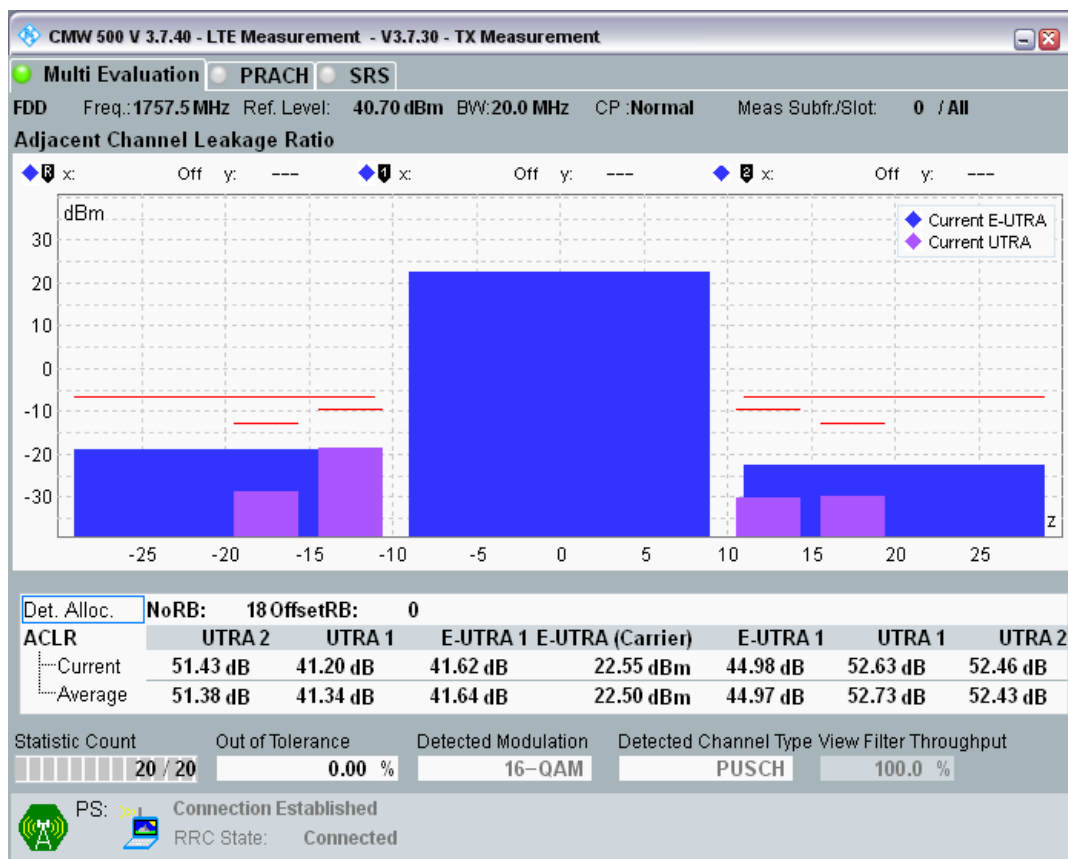 CMW 500 V 3.7.40 - LTE Measurement - V3.7.30 - TX Measurement
Multi Evaluation PRACH SRS
FDD Freq.: 1757.5 MHz Ref. Level: 40.70 dBm BW: 20.0 MHz CP : Normal Meas Subfr./Slot: 0 / All
Adjacent Channel Leakage Ratio
R x: Off y: --- 1 x: Off y: --- 2 x: Off y: ---
dBm
Current E-UTRA
Current UTRA
30
20
10
0
-10
-20
-30
z
-25 -20 -15 -10 -5 0 5 10 15 20 25
Det. Alloc. NoRB: 18 OffsetRB: 0
ACLR UTRA 2 UTRA 1 E-UTRA 1 E-UTRA (Carrier) E-UTRA 1 UTRA 1 UTRA 2
Current 51.43 dB 41.20 dB 41.62 dB 22.55 dBm 44.98 dB 52.63 dB 52.46 dB
Average 51.38 dB 41.34 dB 41.64 dB 22.50 dBm 44.97 dB 52.73 dB 52.43 dB
Statistic Count Out of Tolerance Detected Modulation Detected Channel Type View Filter Throughput
20 / 20 0.00 % 16-QAM PUSCH 100.0 %
PS: Connection Established
RRC State: Connected